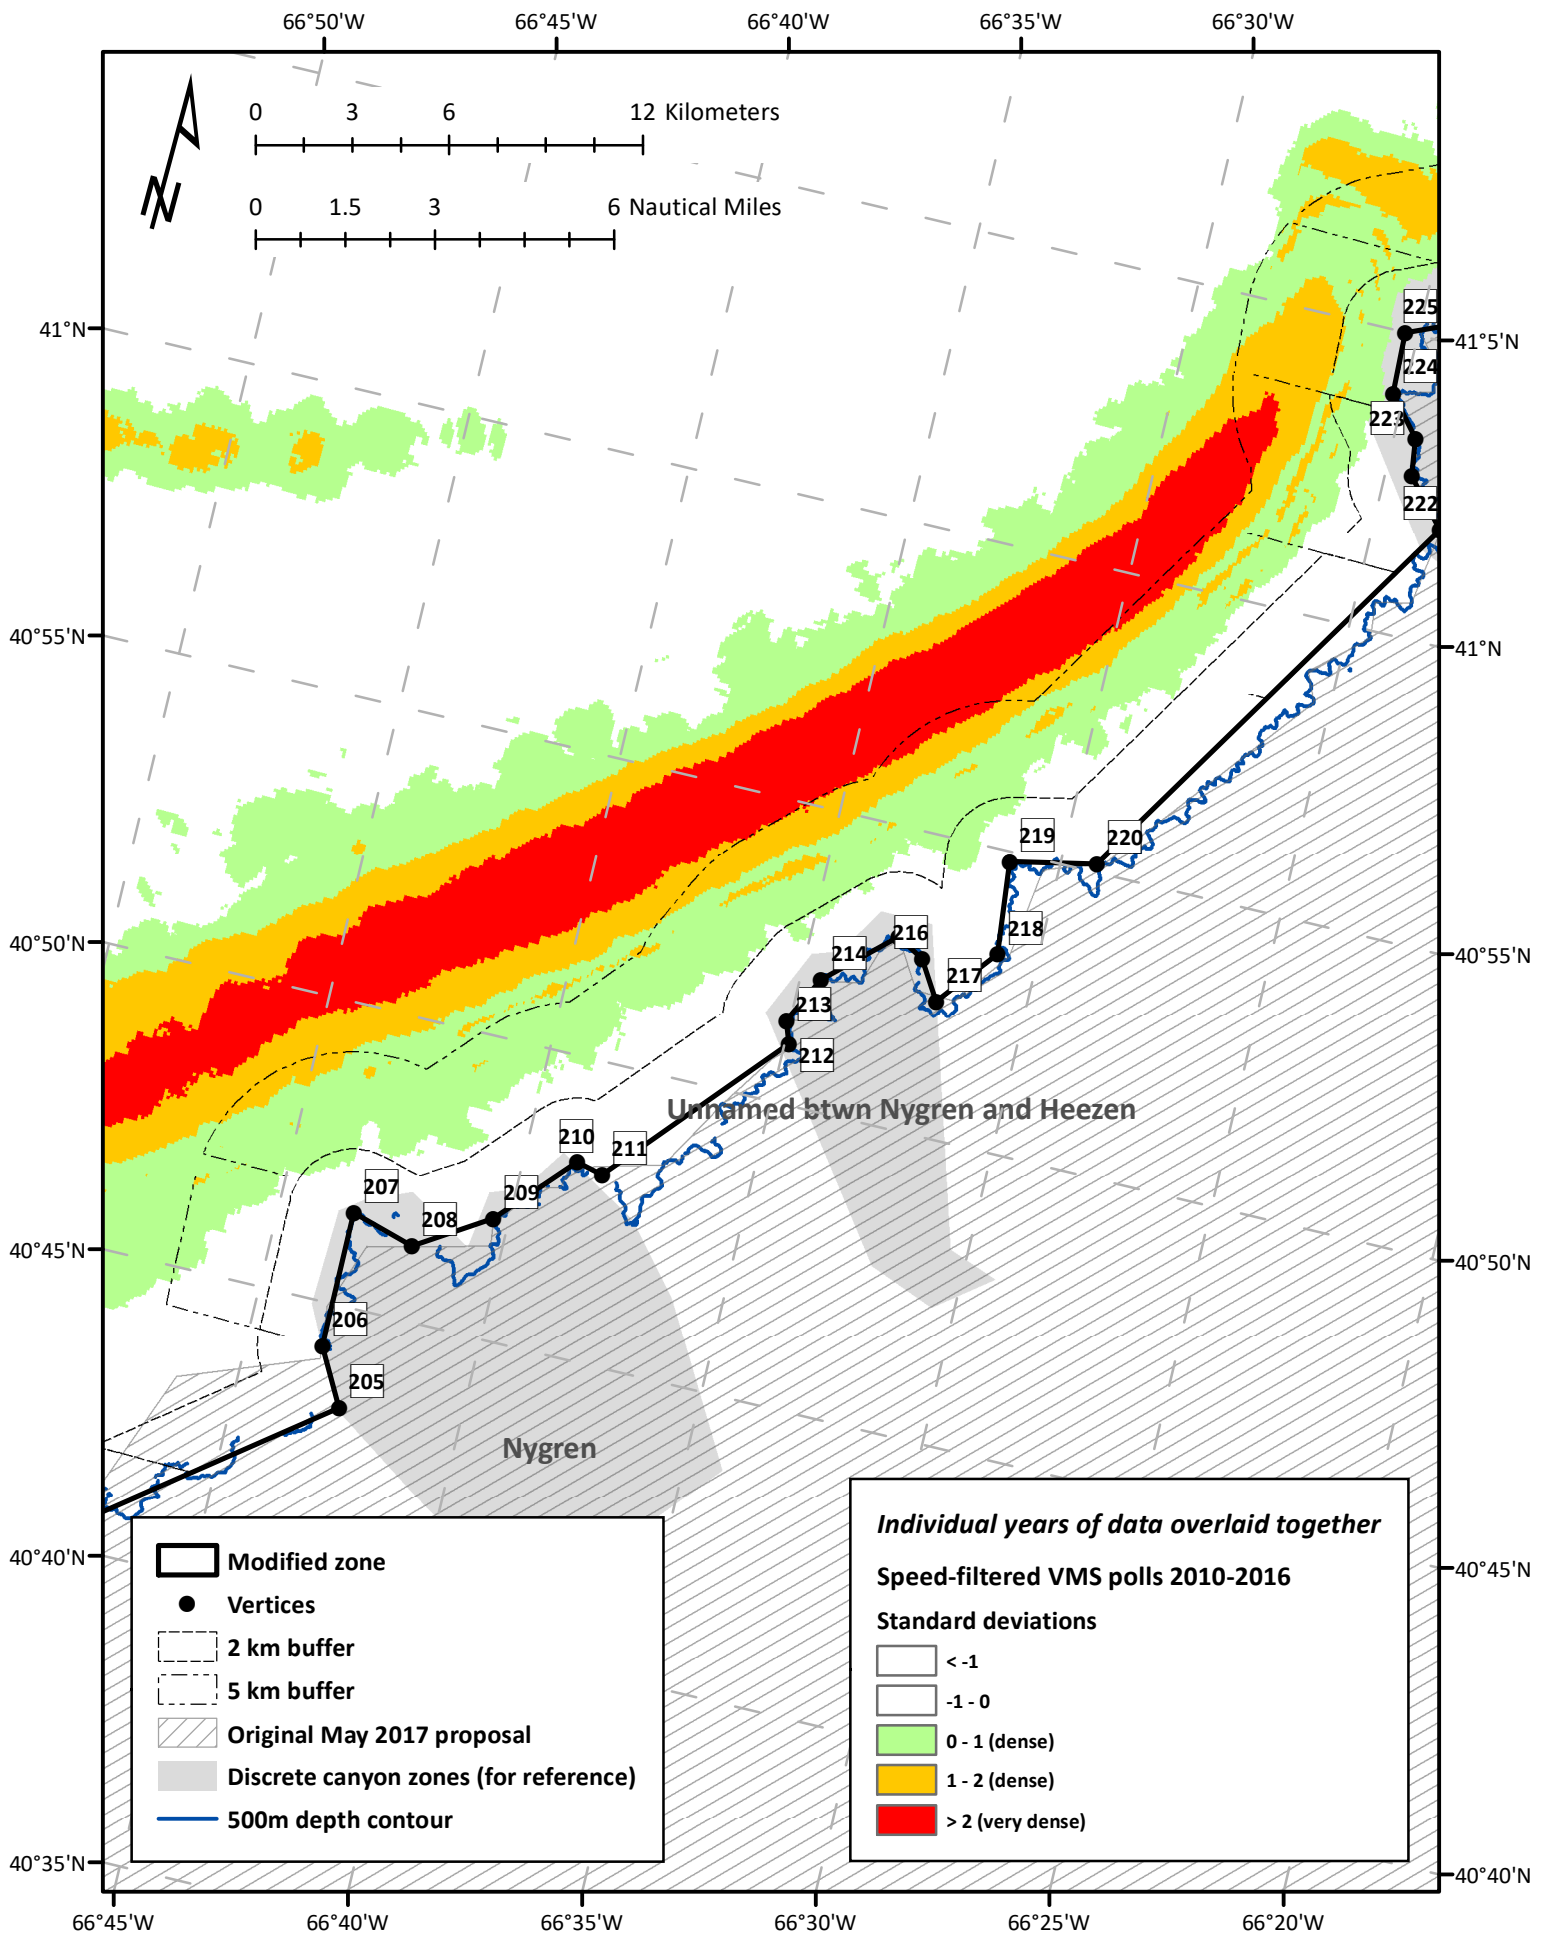 66°50'W 66°45'W 66°40'W 66°35'W 66°30'W
0 3 6 12 Kilometers
0 1.5 3 6 Nautical Miles
N
41°N
40°55'N
40°50'N
40°45'N
40°40'N
40°35'N
41°5'N
41°N
40°55'N
40°50'N
40°45'N
40°40'N
225
224
223
222
220
219
218
217
216
214
213
212
211
210
209
208
207
206
205
Unnamed btwn Nygren and Heezen
Nygren
Modified zone
Vertices
2 km buffer
5 km buffer
Original May 2017 proposal
Discrete canyon zones (for reference)
500m depth contour
Individual years of data overlaid together
Speed-filtered VMS polls 2010-2016
Standard deviations
< -1
-1 - 0
0 - 1 (dense)
1 - 2 (dense)
> 2 (very dense)
66°45'W 66°40'W 66°35'W 66°30'W 66°25'W 66°20'W